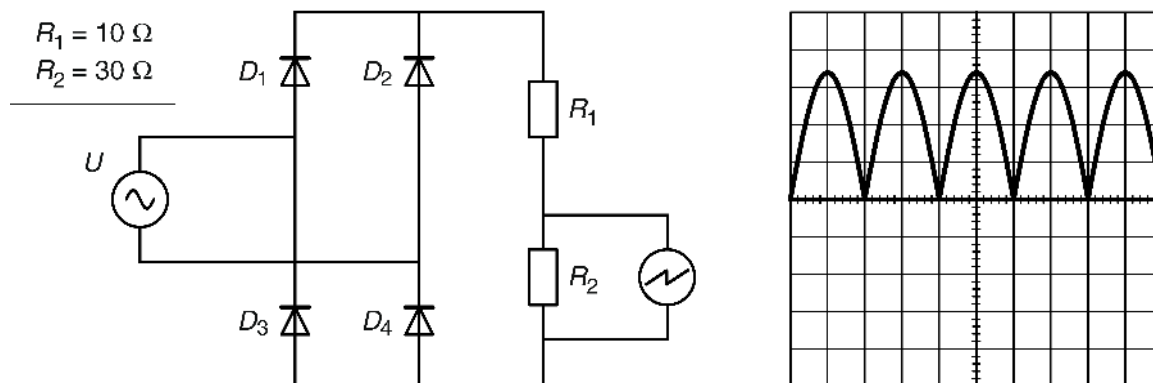 R₁ = 10 Ω
R₂ = 30 Ω
D₁
D₂
R₁
U
R₂
D₃
D₄